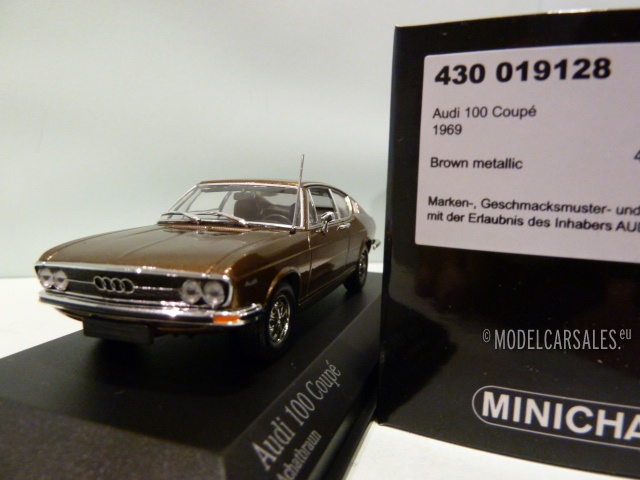 430 019128
Audi 100 Coupé
1969
Brown metallic
Marken-, Geschmacksmuster- und
mit der Erlaubnis des Inhabers AU
© MODELCARSALES.eu
MINICHA
Audi 100 Coupé
Achatbraun